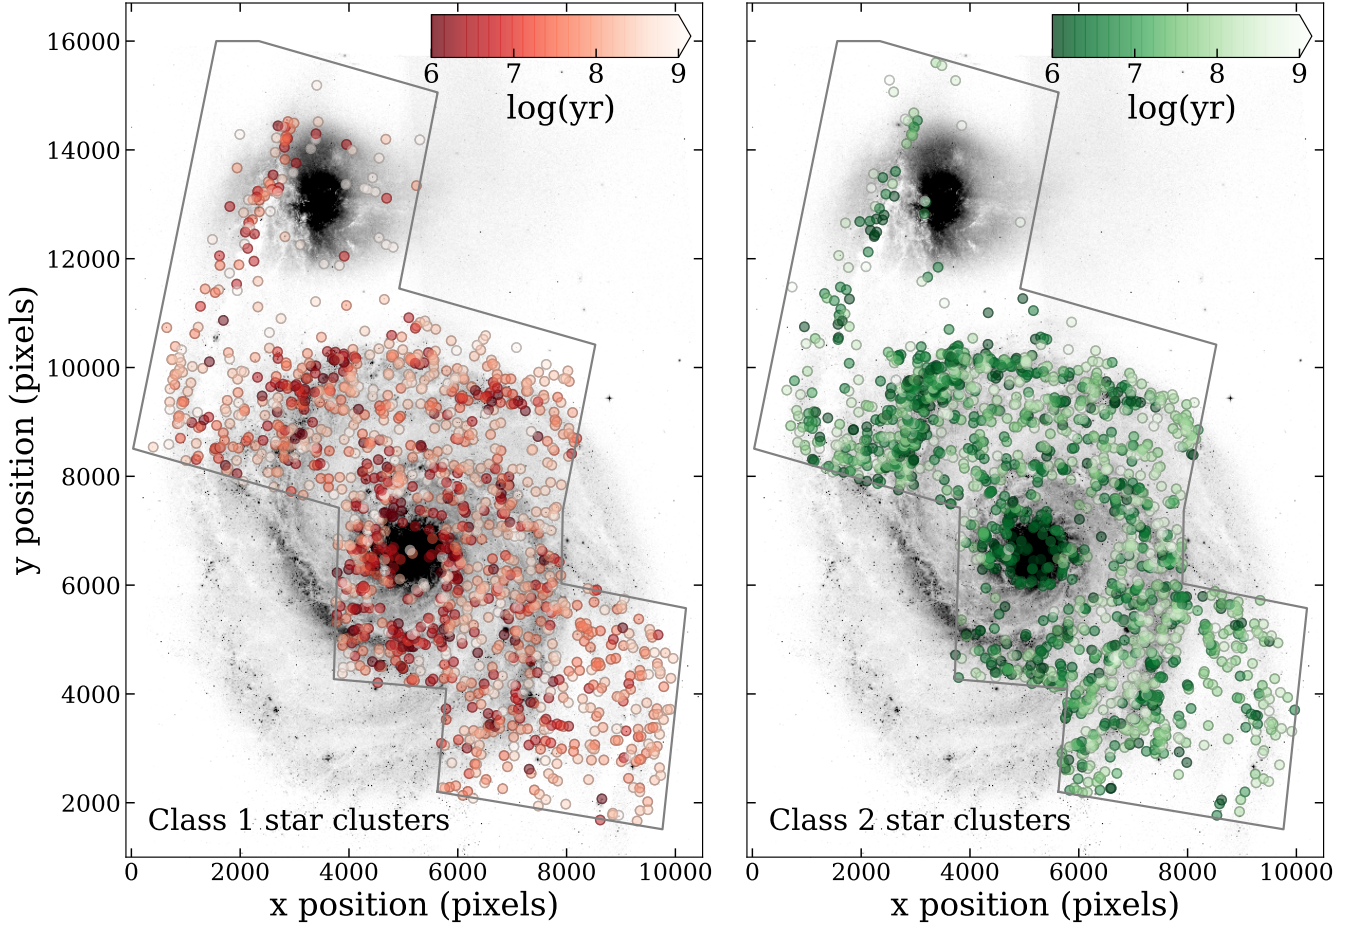 16000
14000
12000
10000
8000
6000
4000
2000
y position (pixels)
6 7 8 9
log(yr)
Class 1 star clusters
0 2000 4000 6000 8000 10000
x position (pixels)
6 7 8 9
log(yr)
Class 2 star clusters
0 2000 4000 6000 8000 10000
x position (pixels)